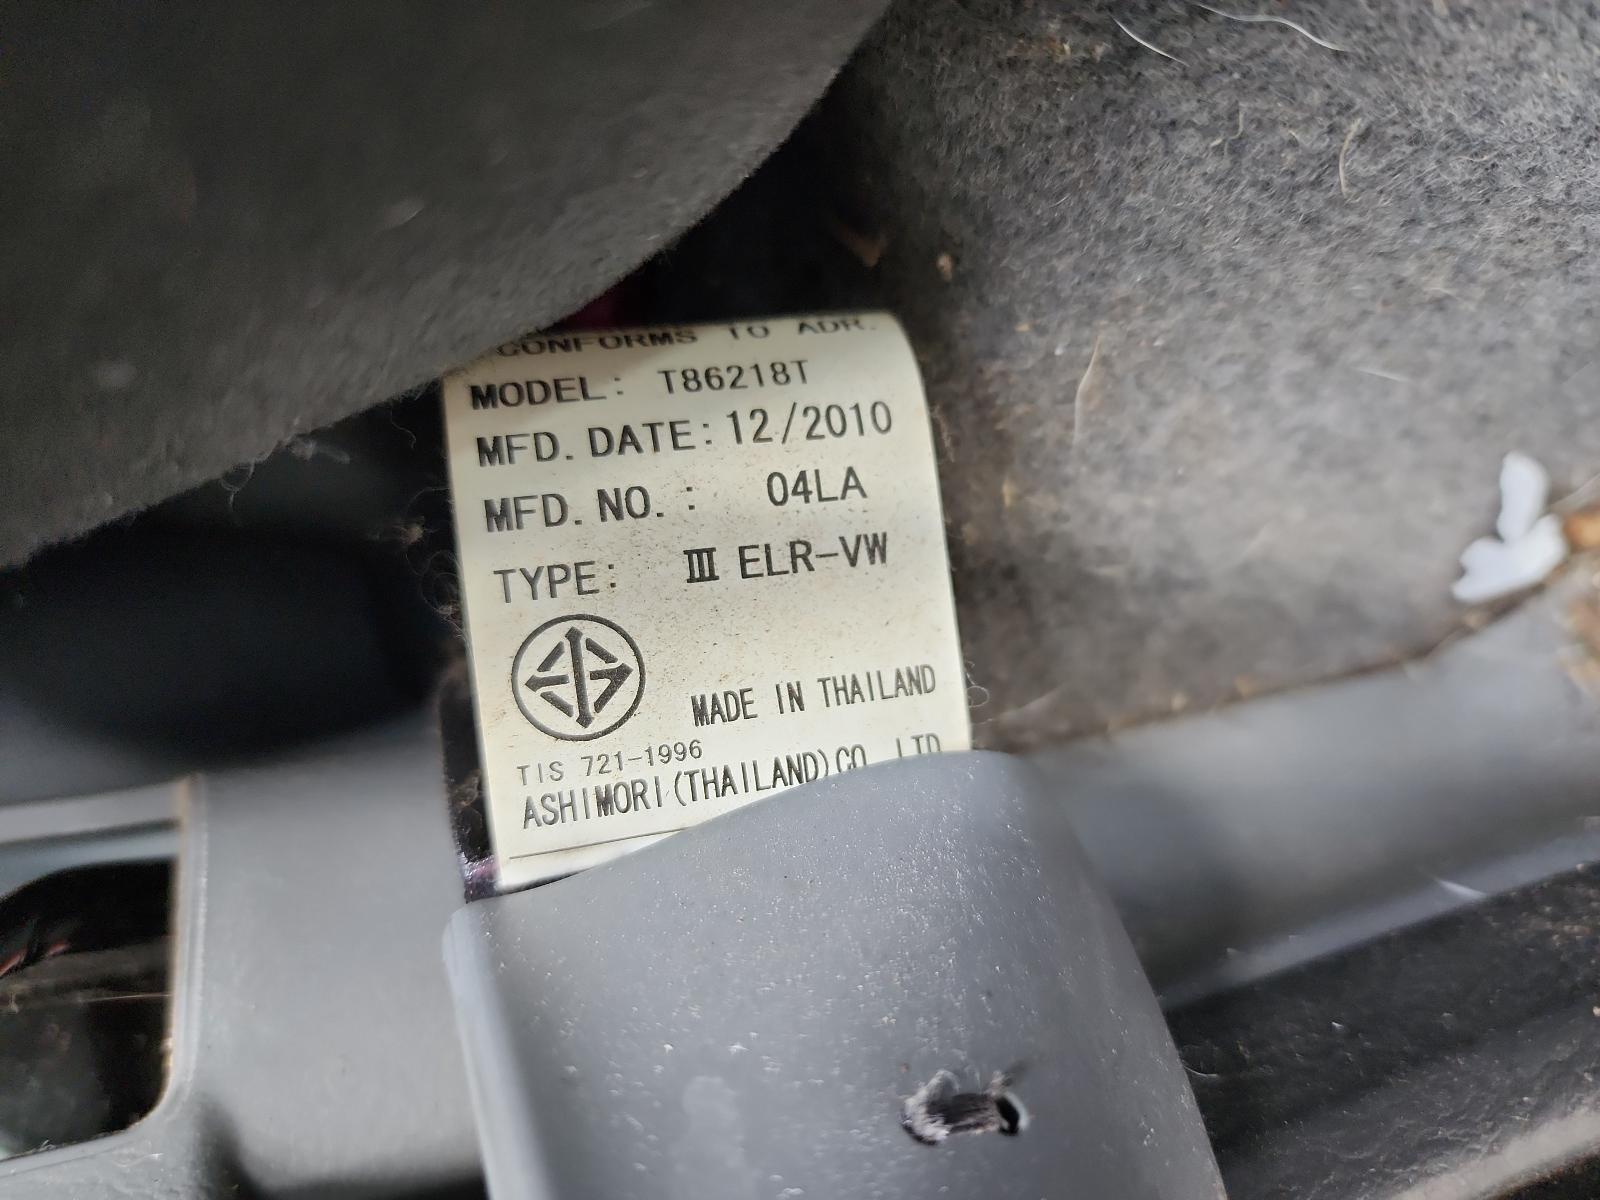 CONFORMS TO ADR.
MODEL: T86218T
MFD. DATE: 12/2010
MFD. NO. : 04LA
TYPE: III ELR-VW
MADE IN THAILAND
TIS 721-1996
ASHIMORI (THAILAND) CO. LTD